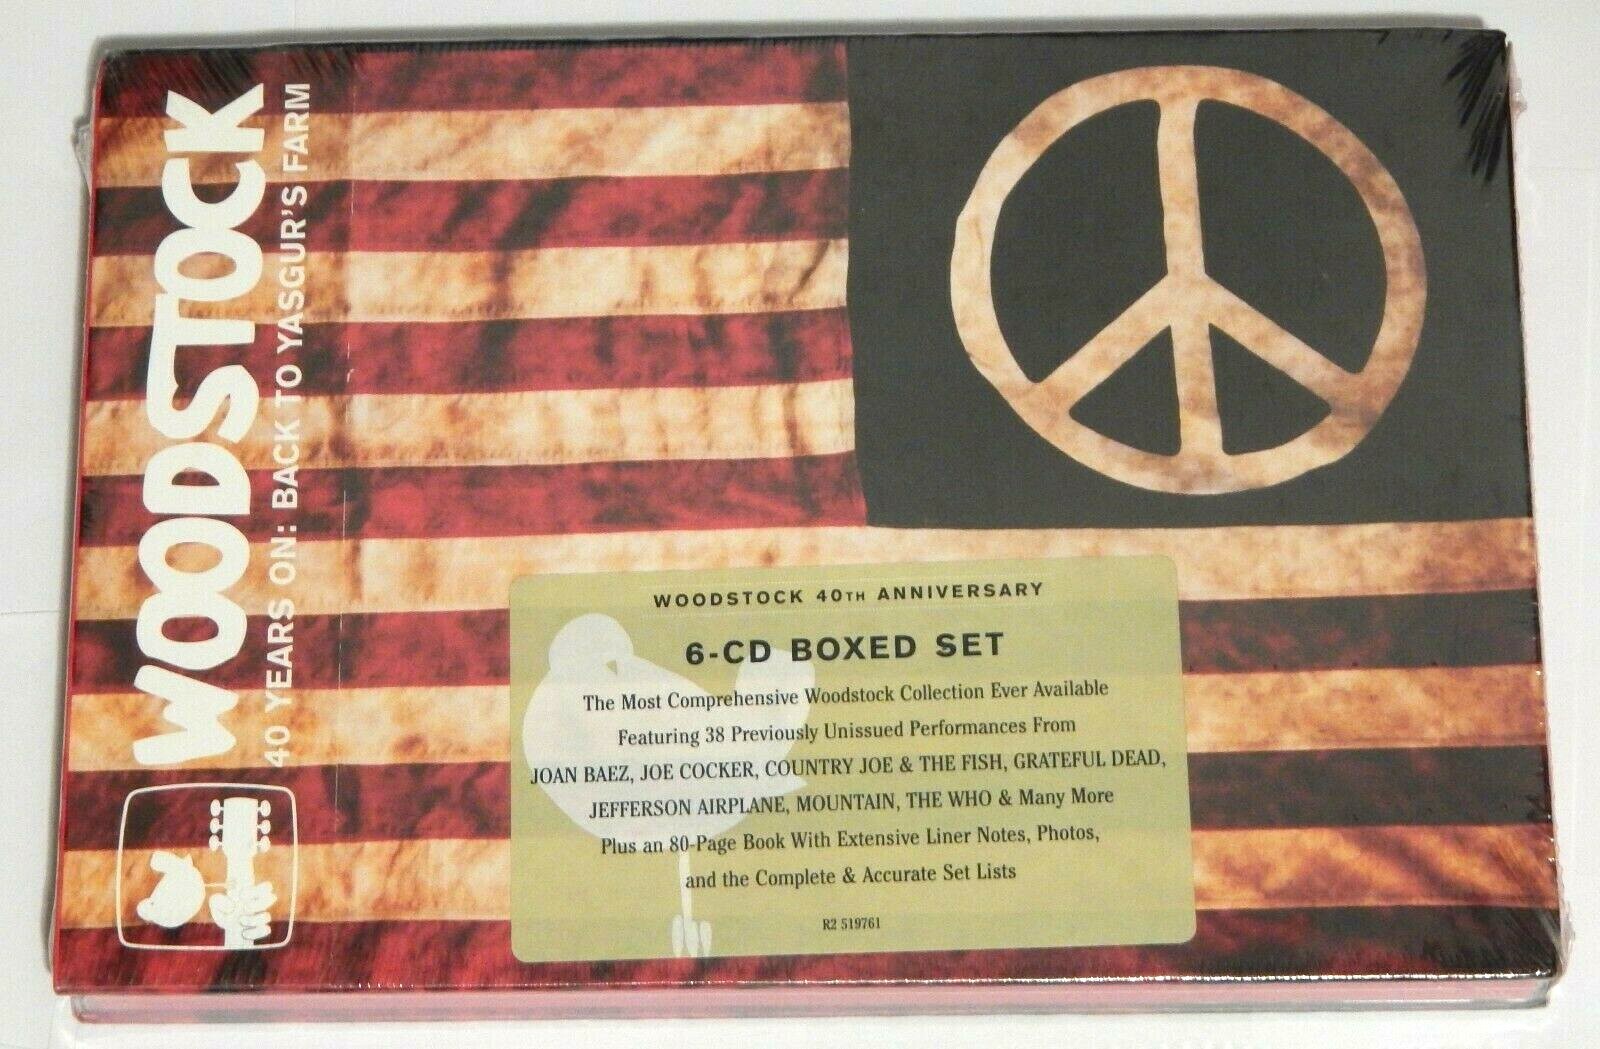 WOODSTOCK
40 YEARS ON: BACK TO YASGUR'S FARM
WOODSTOCK 40TH ANNIVERSARY
6-CD BOXED SET
The Most Comprehensive Woodstock Collection Ever Available
Featuring 38 Previously Unissued Performances From
JOAN BAEZ, JOE COCKER, COUNTRY JOE & THE FISH, GRATEFUL DEAD,
JEFFERSON AIRPLANE, MOUNTAIN, THE WHO & Many More
Plus an 80-Page Book With Extensive Liner Notes, Photos,
and the Complete & Accurate Set Lists
R2 519761